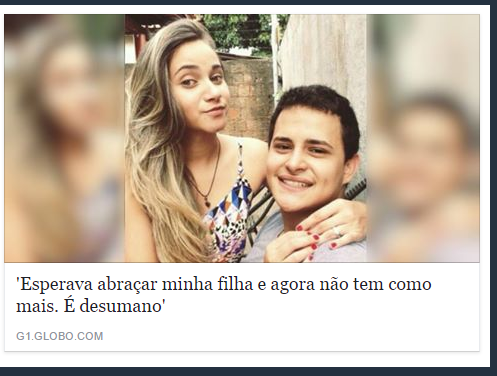 'Esperava abraçar minha filha e agora não tem como
mais. É desumano'
G1.GLOBO.COM